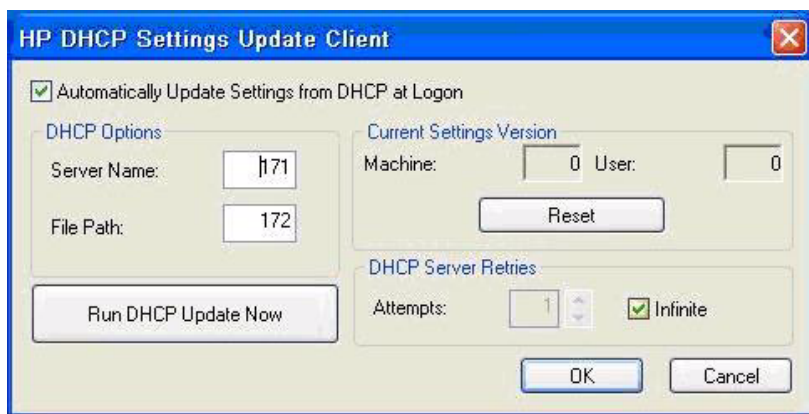 HP DHCP Settings Update Client
Automatically Update Settings from DHCP at Logon
DHCP Options
Server Name: 171
File Path: 172
Run DHCP Update Now
Current Settings Version
Machine: 0 User: 0
Reset
DHCP Server Retries
Attempts: 1 Infinite
OK Cancel